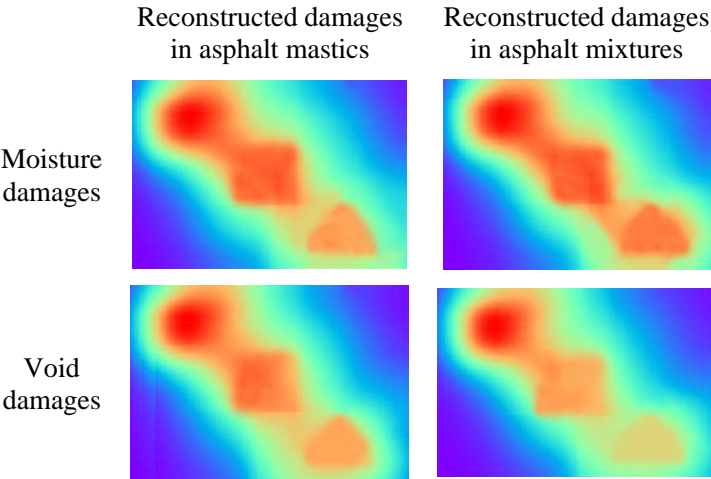 Reconstructed damages
in asphalt mastics
Reconstructed damages
in asphalt mixtures
Moisture
damages
Void
damages